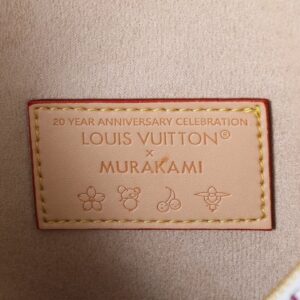 20 YEAR ANNIVERSARY CELEBRATION
LOUIS VUITTON®
×
MURAKAMI